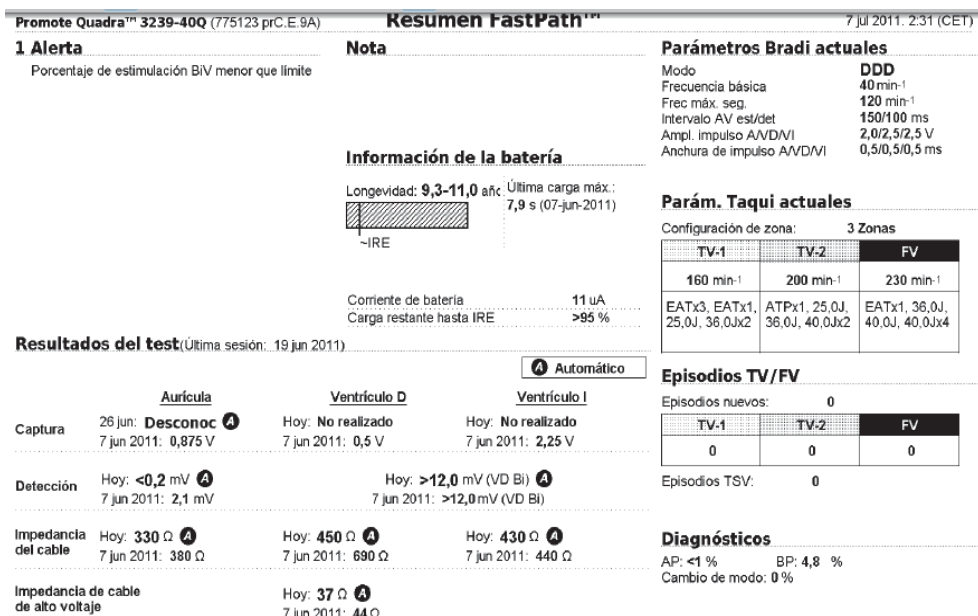 Promote Quadra™ 3239-40Q (775123 prC.E.9A)
Resumen FastPath™
7 jul 2011. 2:31 (CET)
1 Alerta
Porcentaje de estimulación BiV menor que límite
Nota
Información de la batería
Longevidad: 9,3-11,0 añc
Última carga máx.:
7,9 s (07-jun-2011)
~IRE
Corriente de batería 11 uA
Carga restante hasta IRE >95 %
Parámetros Bradi actuales
Modo DDD
Frecuencia básica 40 min-1
Frec máx. seg. 120 min-1
Intervalo AV est/det 150/100 ms
Ampl. impulso A/VD/VI 2,0/2,5/2,5 V
Anchura de impulso A/VD/VI 0,5/0,5/0,5 ms
Parám. Taqui actuales
Configuración de zona: 3 Zonas
TV-1 TV-2 FV
160 min-1 200 min-1 230 min-1
EATx3, EATx1, ATPx1, 25,0J, EATx1, 36,0J,
25,0J, 36,0Jx2 36,0J, 40,0Jx2 40,0J, 40,0Jx4
Resultados del test (Última sesión: 19 jun 2011)
A Automático
Aurícula Ventrículo D Ventrículo I
Captura
26 jun: Desconoc A Hoy: No realizado Hoy: No realizado
7 jun 2011: 0,875 V 7 jun 2011: 0,5 V 7 jun 2011: 2,25 V
Detección
Hoy: <0,2 mV A Hoy: >12,0 mV (VD Bi) A
7 jun 2011: 2,1 mV 7 jun 2011: >12,0 mV (VD Bi)
Impedancia del cable
Hoy: 330 Ω A Hoy: 450 Ω A Hoy: 430 Ω A
7 jun 2011: 380 Ω 7 jun 2011: 690 Ω 7 jun 2011: 440 Ω
Impedancia de cable
de alto voltaje
Hoy: 37 Ω A
7 jun 2011: 44 Ω
Episodios TV/FV
Episodios nuevos: 0
TV-1 TV-2 FV
0 0 0
Episodios TSV: 0
Diagnósticos
AP: <1 % BP: 4,8 %
Cambio de modo: 0 %